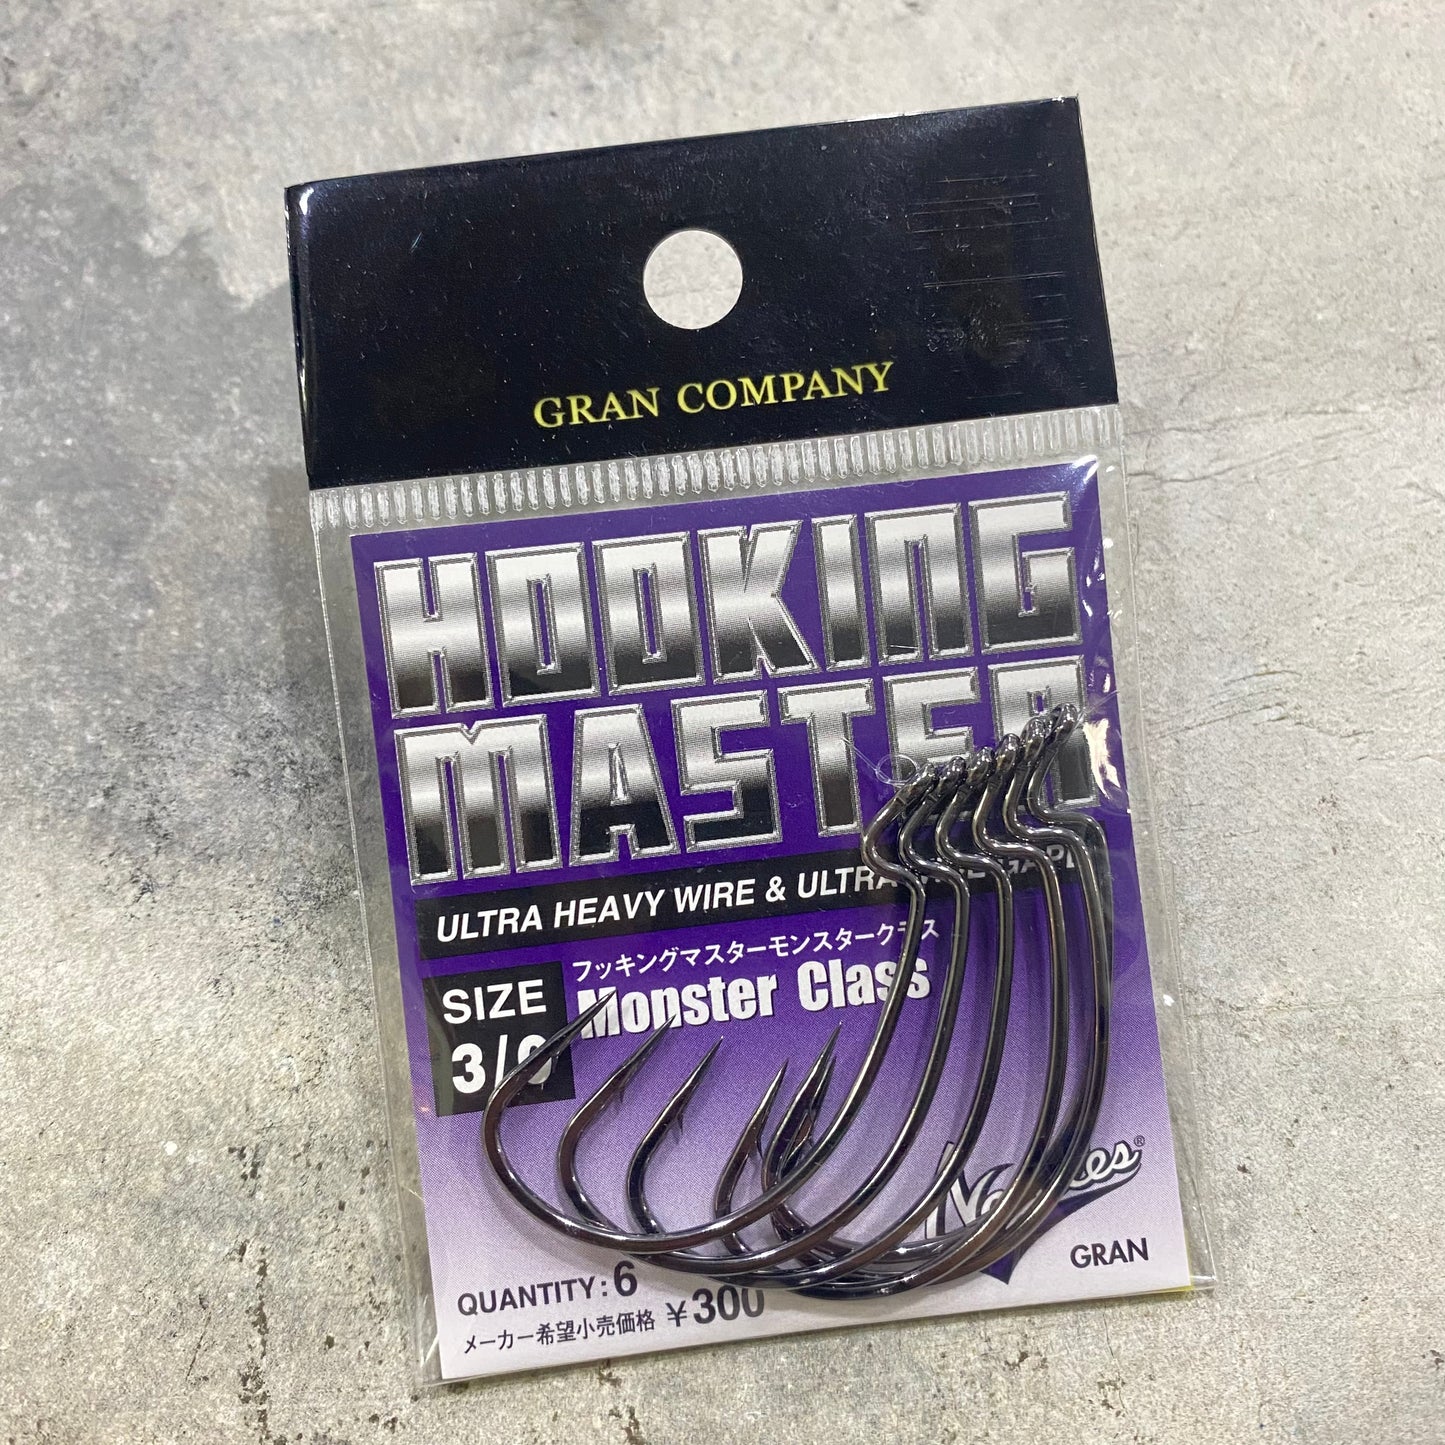 GRAN COMPANY
HOOKING
MASTER
ULTRA HEAVY WIRE & ULTRA
フッキングマスターモンスタークラス
Monster Class
SIZE
3/0
GRAN
QUANTITY:6
メーカー希望小売価格 ¥300